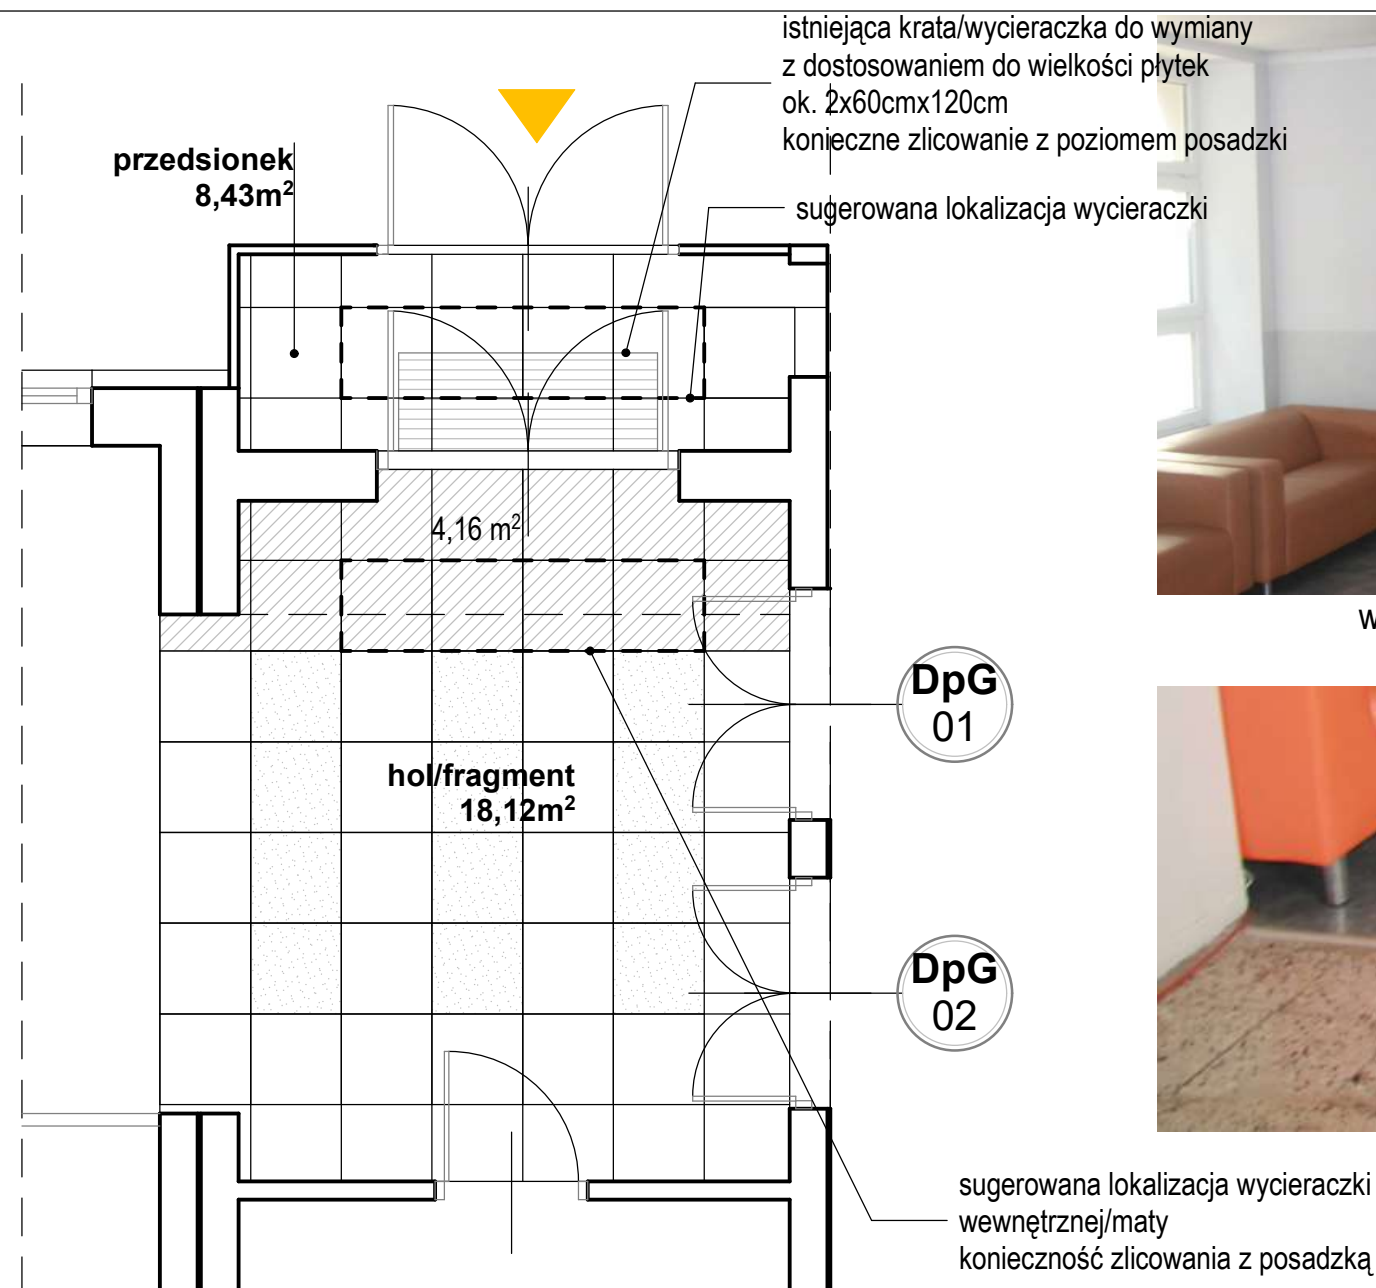 istniejąca krata/wycieraczka do wymiany
z dostosowaniem do wielkości płytek
ok. 2x60cmx120cm
konieczne zlicowanie z poziomem posadzki
przedsionek
8,43m²
sugerowana lokalizacja wycieraczki
4,16 m²
w
DpG
01
hol/fragment
18,12m²
DpG
02
sugerowana lokalizacja wycieraczki
wewnętrznej/maty
konieczność zlicowania z posadzką